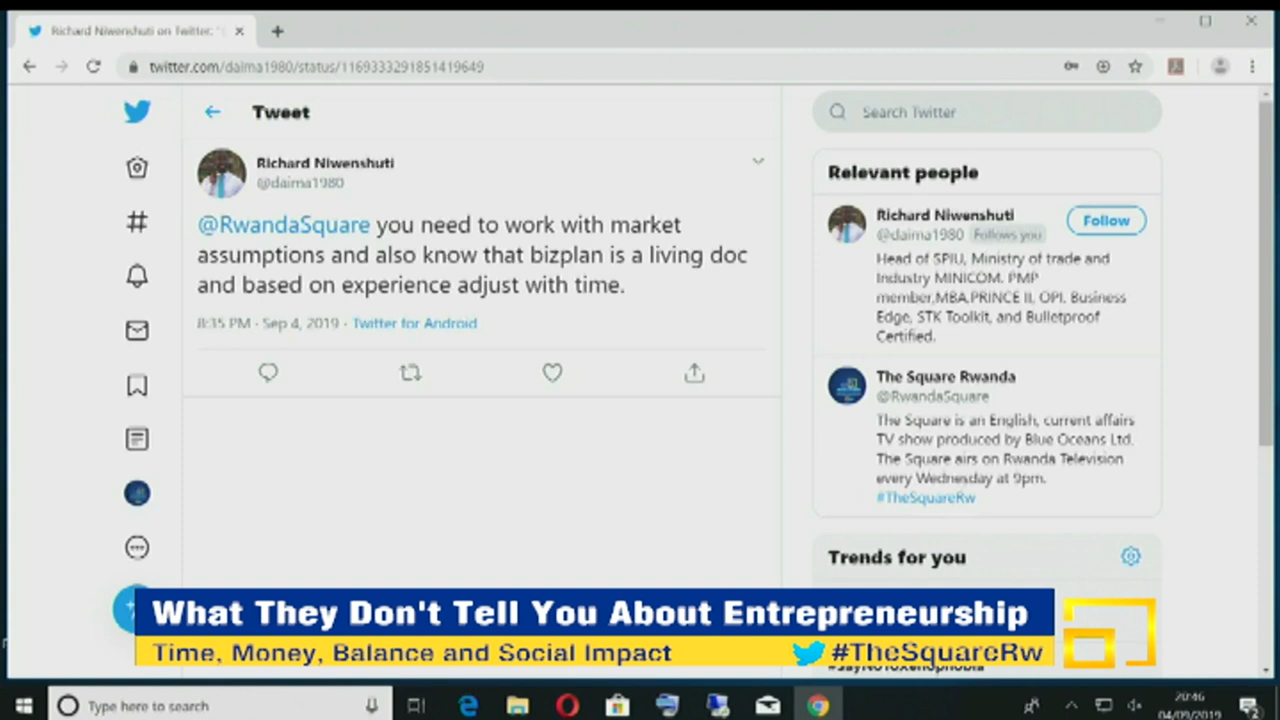 Richard Niwenshuti on Twitter: "
twitter.com/daima1980/status/1169333291851419649
Tweet
Richard Niwenshuti
@daima1980
@RwandaSquare you need to work with market
assumptions and also know that bizplan is a living doc
and based on experience adjust with time.
8:35 PM · Sep 4, 2019 · Twitter for Android
Search Twitter
Relevant people
Richard Niwenshuti
@daima1980 Follows you
Follow
Head of SPIU, Ministry of trade and
Industry MINICOM. PMP
member,MBA,PRINCE II, OPI. Business
Edge, STK Toolkit, and Bulletproof
Certified.
The Square Rwanda
@RwandaSquare
The Square is an English, current affairs
TV show produced by Blue Oceans Ltd.
The Square airs on Rwanda Television
every Wednesday at 9pm.
#TheSquareRw
Trends for you
#SayNoToXenophobia
What They Don't Tell You About Entrepreneurship
Time, Money, Balance and Social Impact
#TheSquareRw
Type here to search
20:46
04/09/2019
2